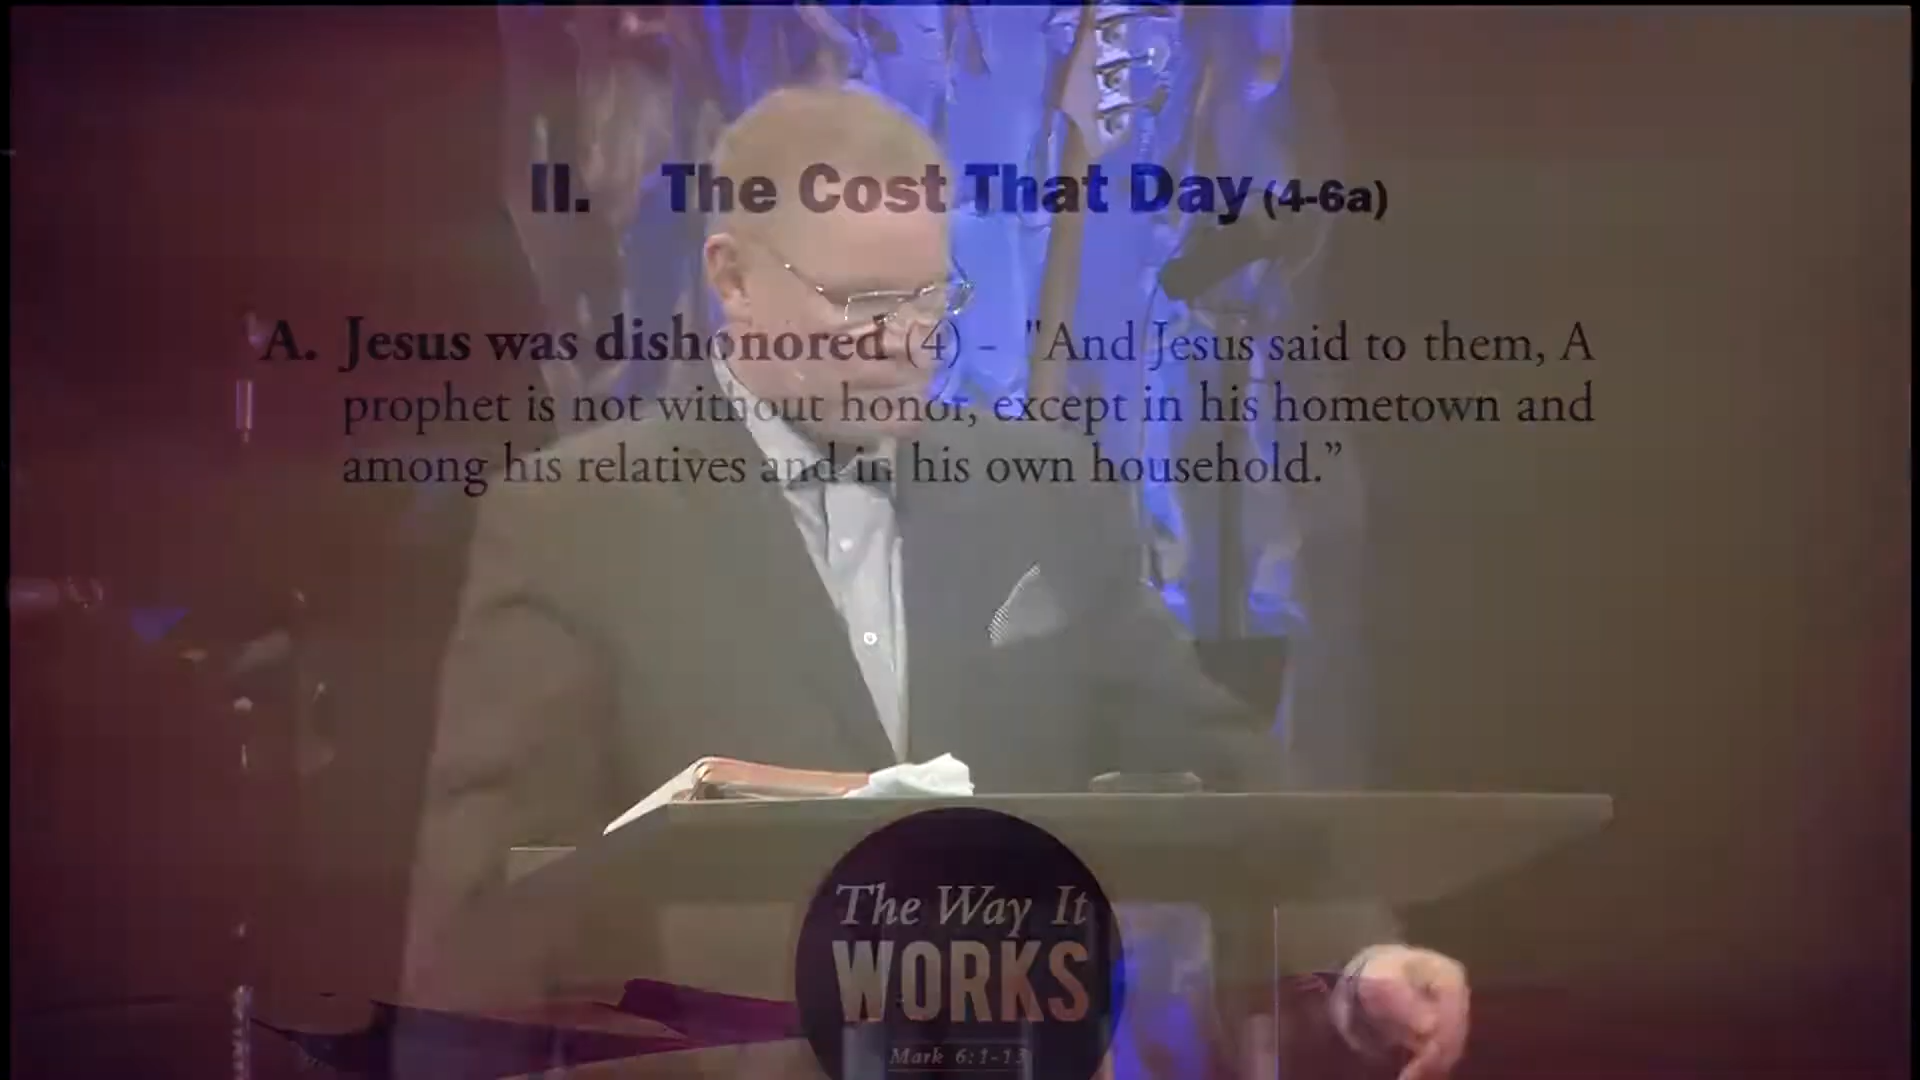 II. The Cost That Day (4-6a)
A. Jesus was dishonored (4) - "And Jesus said to them, A
prophet is not without honor, except in his hometown and
among his relatives and in his own household.”
The Way It
WORKS
Mark 6:1-13